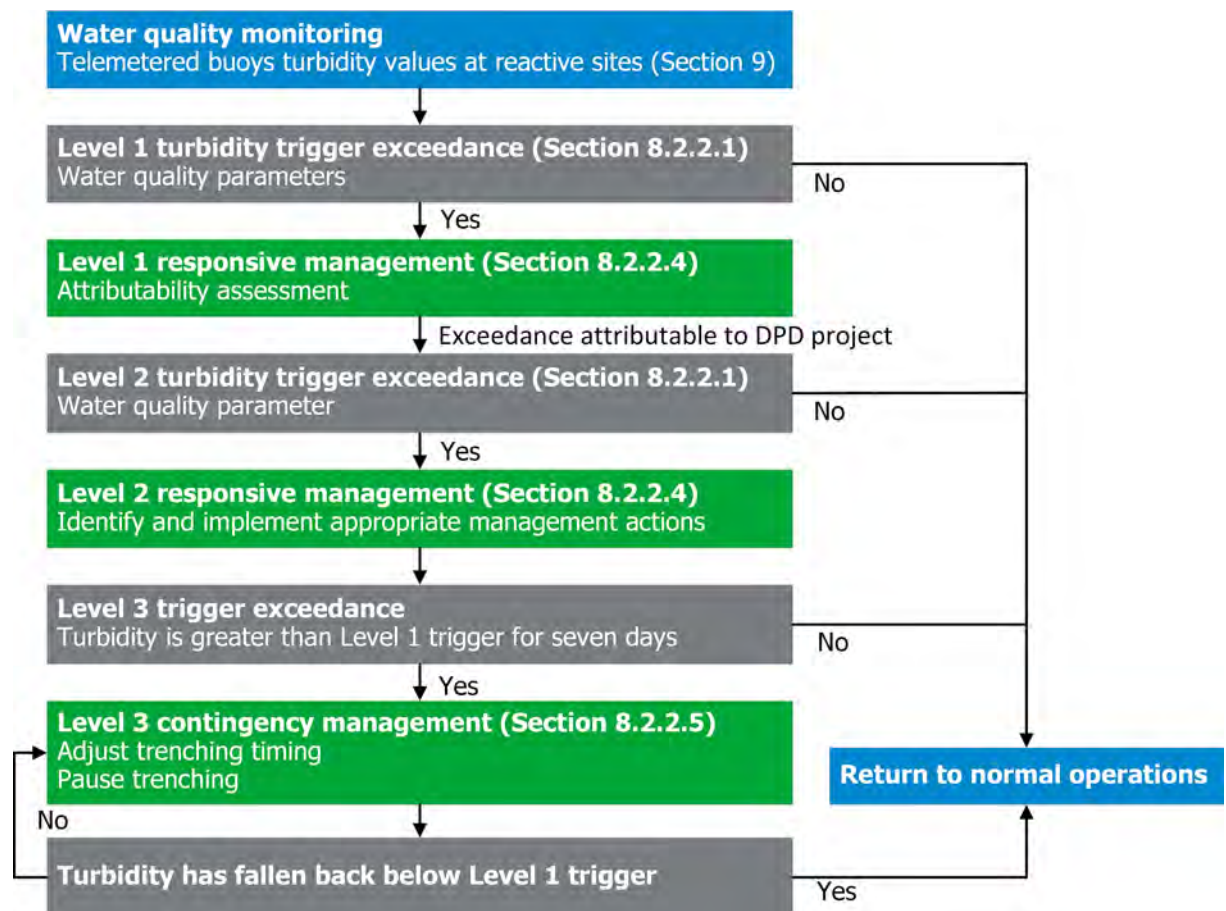 Water quality monitoring
Telemetered buoys turbidity values at reactive sites (Section 9)
Level 1 turbidity trigger exceedance (Section 8.2.2.1)
Water quality parameters
No
Yes
Level 1 responsive management (Section 8.2.2.4)
Attributability assessment
Exceedance attributable to DPD project
Level 2 turbidity trigger exceedance (Section 8.2.2.1)
Water quality parameter
No
Yes
Level 2 responsive management (Section 8.2.2.4)
Identify and implement appropriate management actions
Level 3 trigger exceedance
Turbidity is greater than Level 1 trigger for seven days
No
Yes
Level 3 contingency management (Section 8.2.2.5)
Adjust trenching timing
Pause trenching
Return to normal operations
No
Turbidity has fallen back below Level 1 trigger
Yes